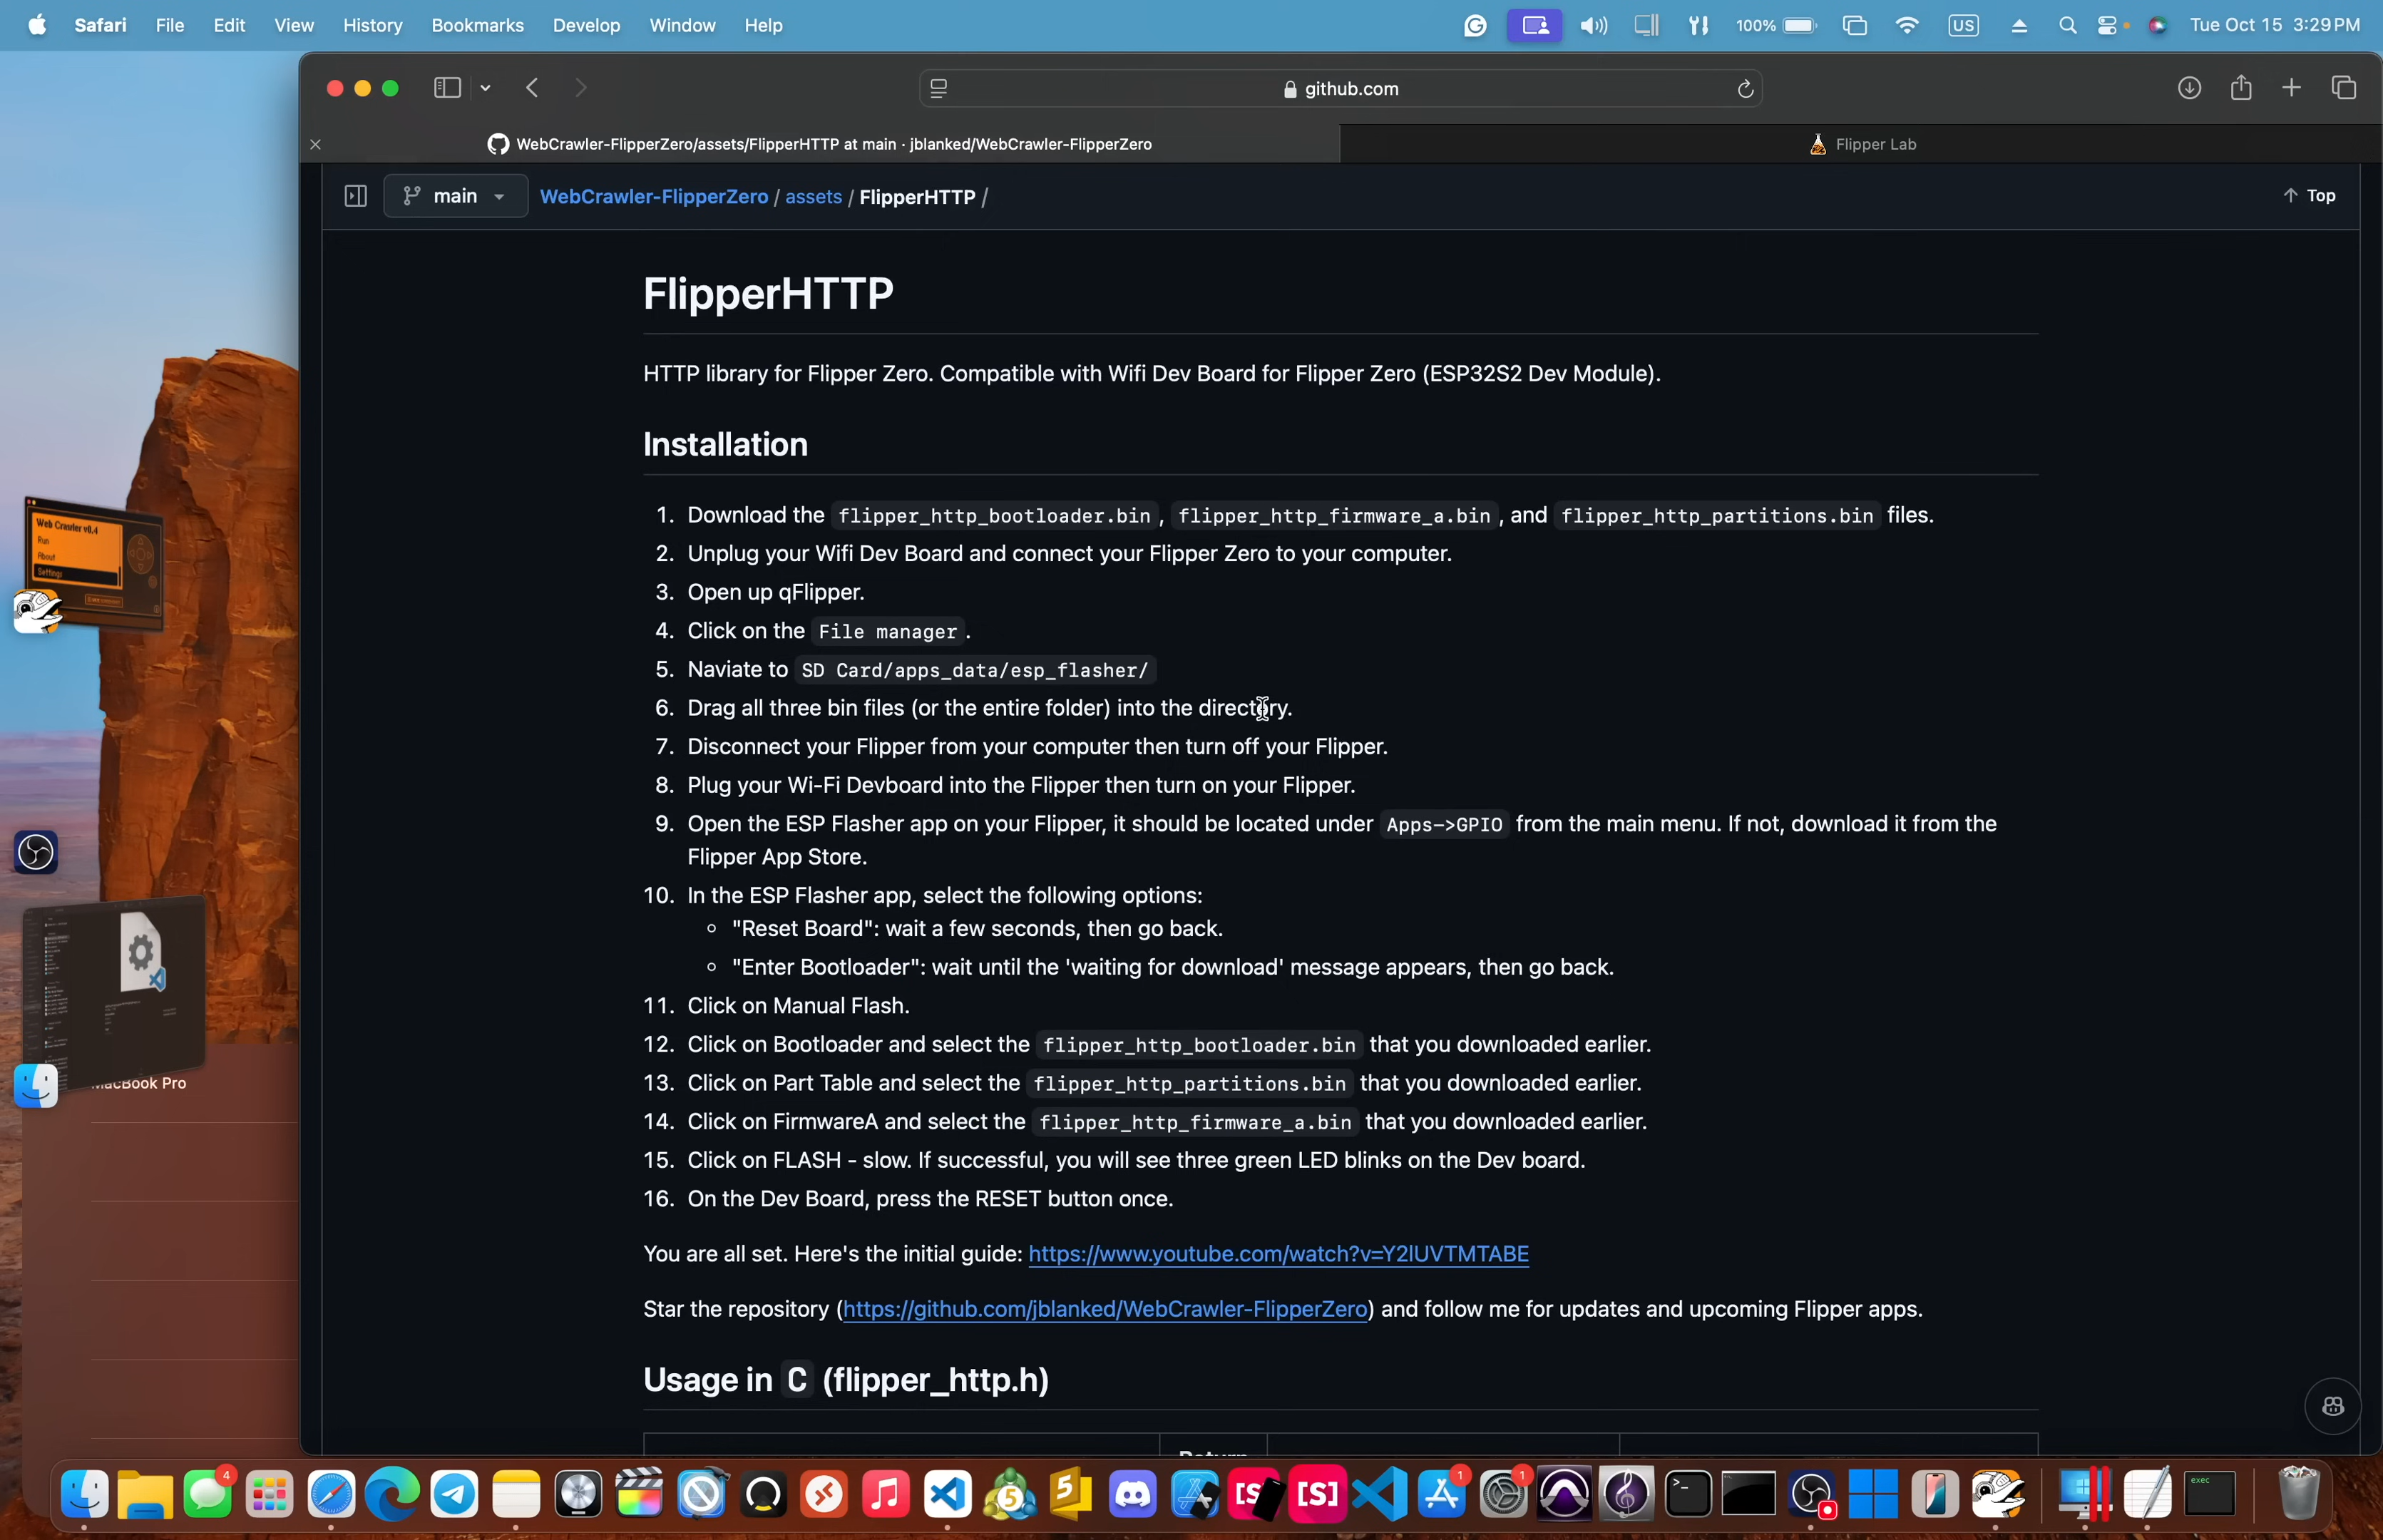 Safari File Edit View History Bookmarks Develop Window Help 100% US Tue Oct 15 3:29 PM
github.com
WebCrawler-FlipperZero/assets/FlipperHTTP at main · jblanked/WebCrawler-FlipperZero
Flipper Lab
main WebCrawler-FlipperZero / assets / FlipperHTTP / Top
FlipperHTTP
HTTP library for Flipper Zero. Compatible with Wifi Dev Board for Flipper Zero (ESP32S2 Dev Module).
Installation
1. Download the flipper_http_bootloader.bin , flipper_http_firmware_a.bin , and flipper_http_partitions.bin files.
2. Unplug your Wifi Dev Board and connect your Flipper Zero to your computer.
3. Open up qFlipper.
4. Click on the File manager .
5. Naviate to SD Card/apps_data/esp_flasher/
6. Drag all three bin files (or the entire folder) into the directory.
7. Disconnect your Flipper from your computer then turn off your Flipper.
8. Plug your Wi-Fi Devboard into the Flipper then turn on your Flipper.
9. Open the ESP Flasher app on your Flipper, it should be located under Apps->GPIO from the main menu. If not, download it from the
Flipper App Store.
10. In the ESP Flasher app, select the following options:
"Reset Board": wait a few seconds, then go back.
"Enter Bootloader": wait until the 'waiting for download' message appears, then go back.
11. Click on Manual Flash.
12. Click on Bootloader and select the flipper_http_bootloader.bin that you downloaded earlier.
13. Click on Part Table and select the flipper_http_partitions.bin that you downloaded earlier.
14. Click on FirmwareA and select the flipper_http_firmware_a.bin that you downloaded earlier.
15. Click on FLASH - slow. If successful, you will see three green LED blinks on the Dev board.
16. On the Dev Board, press the RESET button once.
You are all set. Here's the initial guide: https://www.youtube.com/watch?v=Y2lUVTMTABE
Star the repository (https://github.com/jblanked/WebCrawler-FlipperZero) and follow me for updates and upcoming Flipper apps.
Usage in C (flipper_http.h)
Web Crawler v0.4
Run
About
Settings
MacBook Pro
4
5
5
[S]
[S]
1
1
exec